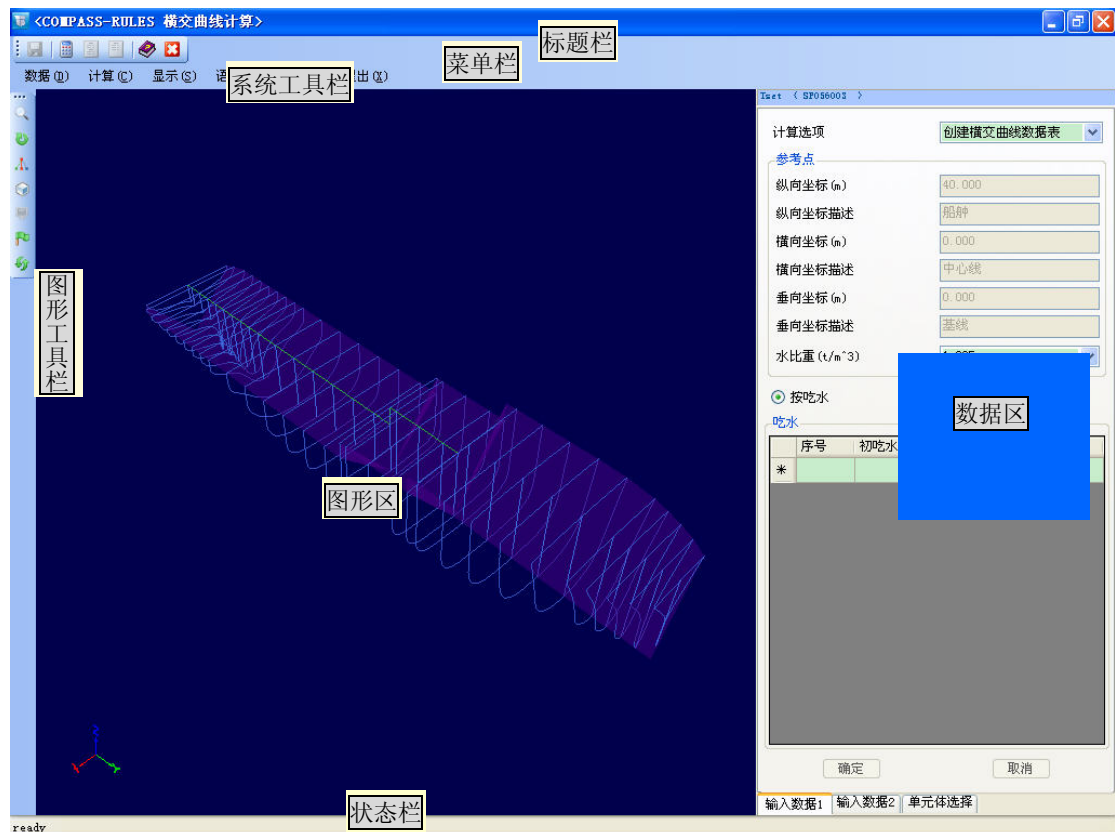 <COMPASS-RULES 横交曲线计算>
标题栏
菜单栏
数据(D) 计算(C) 显示(S) 出(X)
系统工具栏
Tset ( SF05600S )
计算选项 创建横交曲线数据表
参考点
纵向坐标(m) 40.000
纵向坐标描述 船舯
横向坐标(m) 0.000
横向坐标描述 中心线
垂向坐标(m) 0.000
垂向坐标描述 基线
水比重(t/m^3)
按吃水
吃水
序号 初吃水
*
数据区
图形工具栏
图形区
Z
X
Y
确定 取消
输入数据1 输入数据2 单元体选择
状态栏
ready